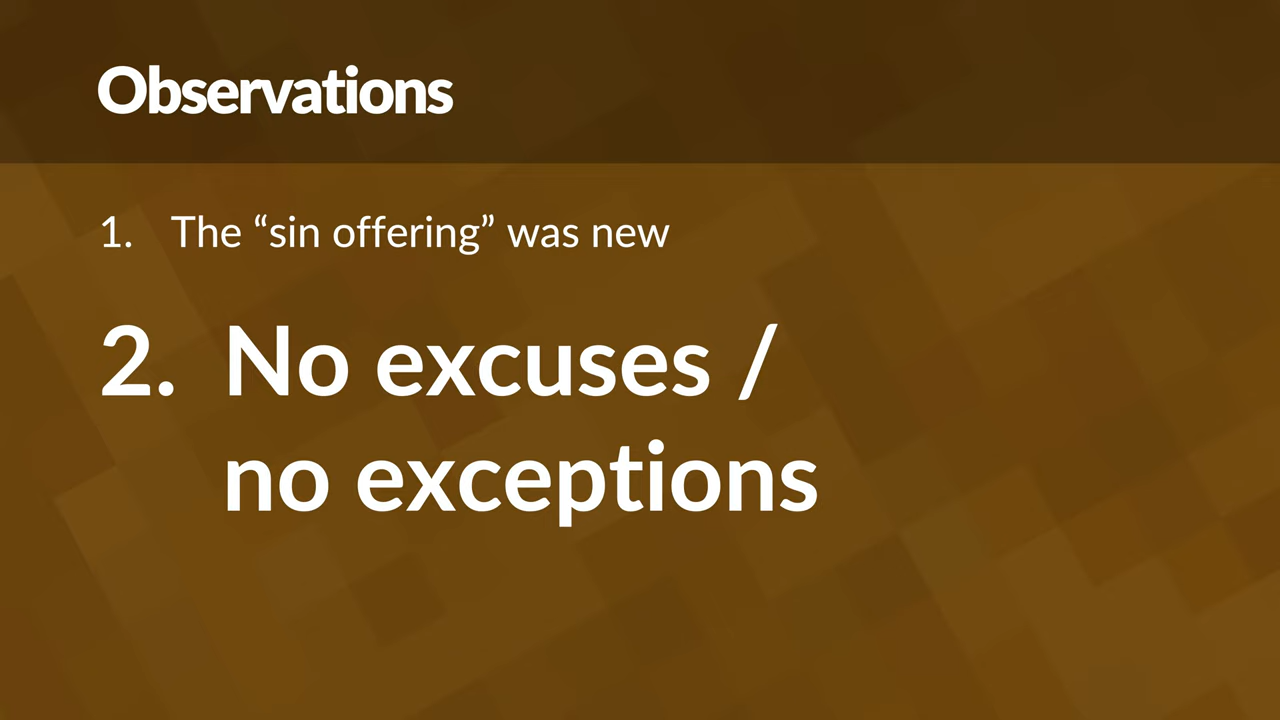 Observations
1. The “sin offering” was new
2. No excuses /
no exceptions